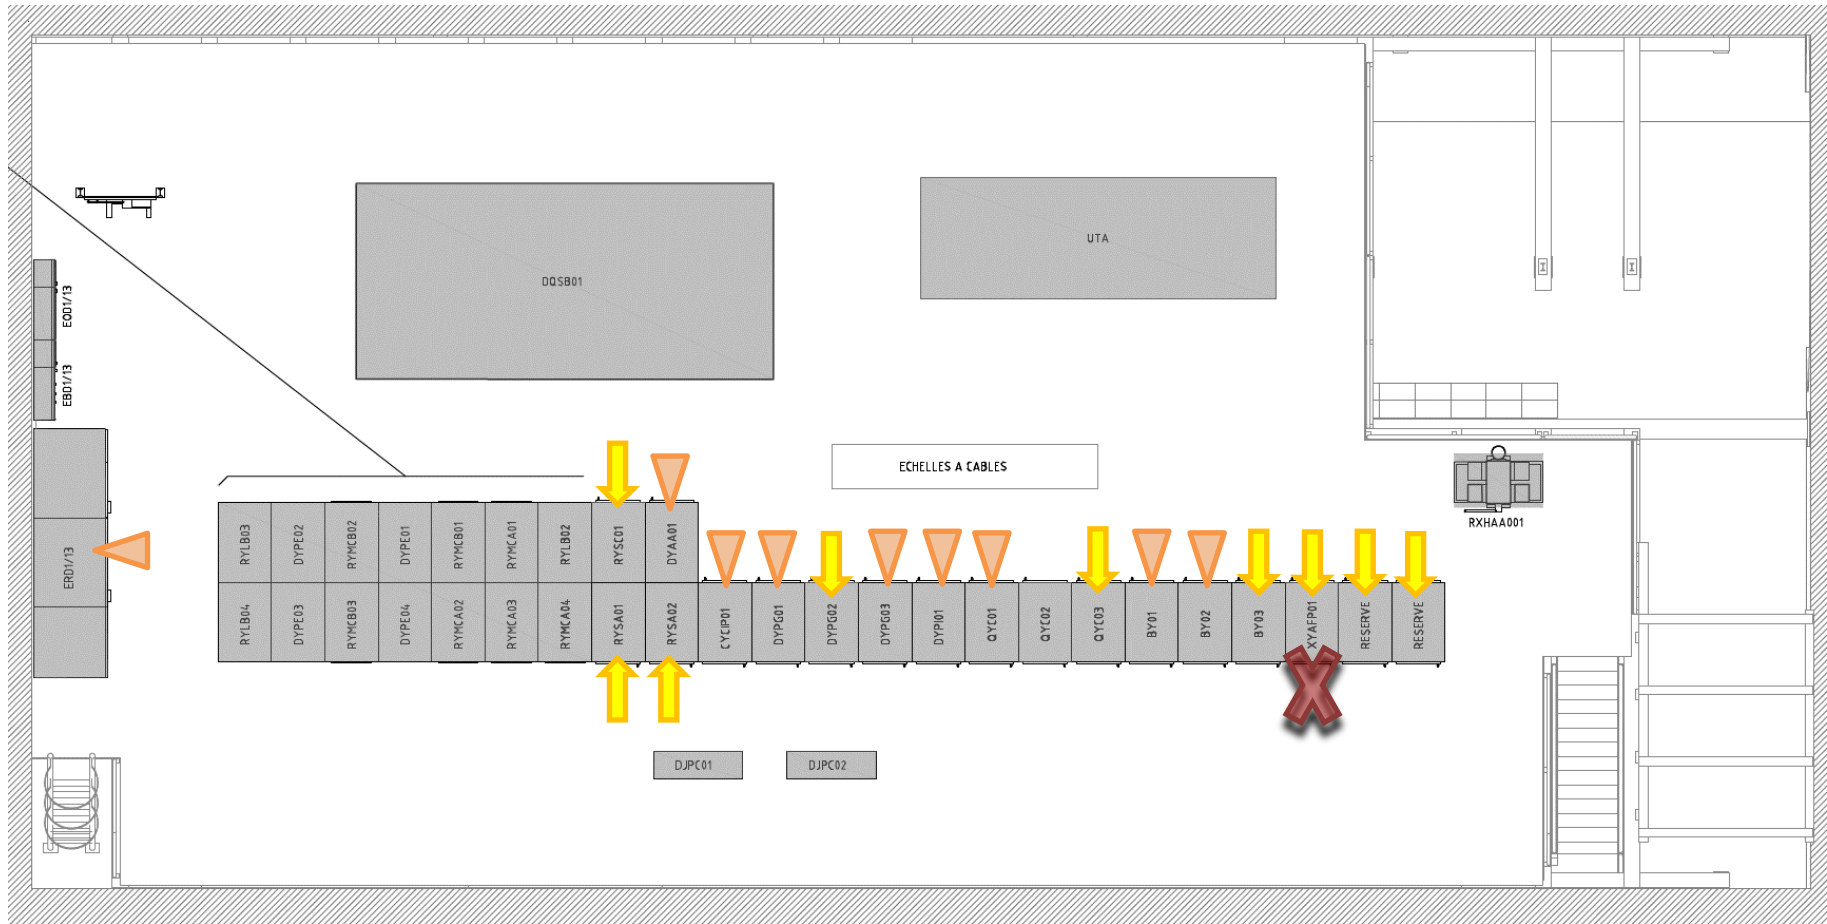 UTA
DQSB01
EOD1/13
EBD1/13
ECHELLES A CABLES
RXHAA001
ERD1/13
RYLB03
DYPE02
RYMCB02
DYPE01
RYMCB01
RYMCA01
RYLB02
RYSC01
DYAA01
RYLB04
DYPE03
RYMCB03
DYPE04
RYMCA02
RYMCA03
RYMCA04
RYSA01
RYSA02
CYCIP01
DYPG01
DYPG02
DYPG03
DYPI01
QYC01
QYC02
QYC03
BY01
BY02
BY03
XYAFP01
RESERVE
RESERVE
DJPC01
DJPC02